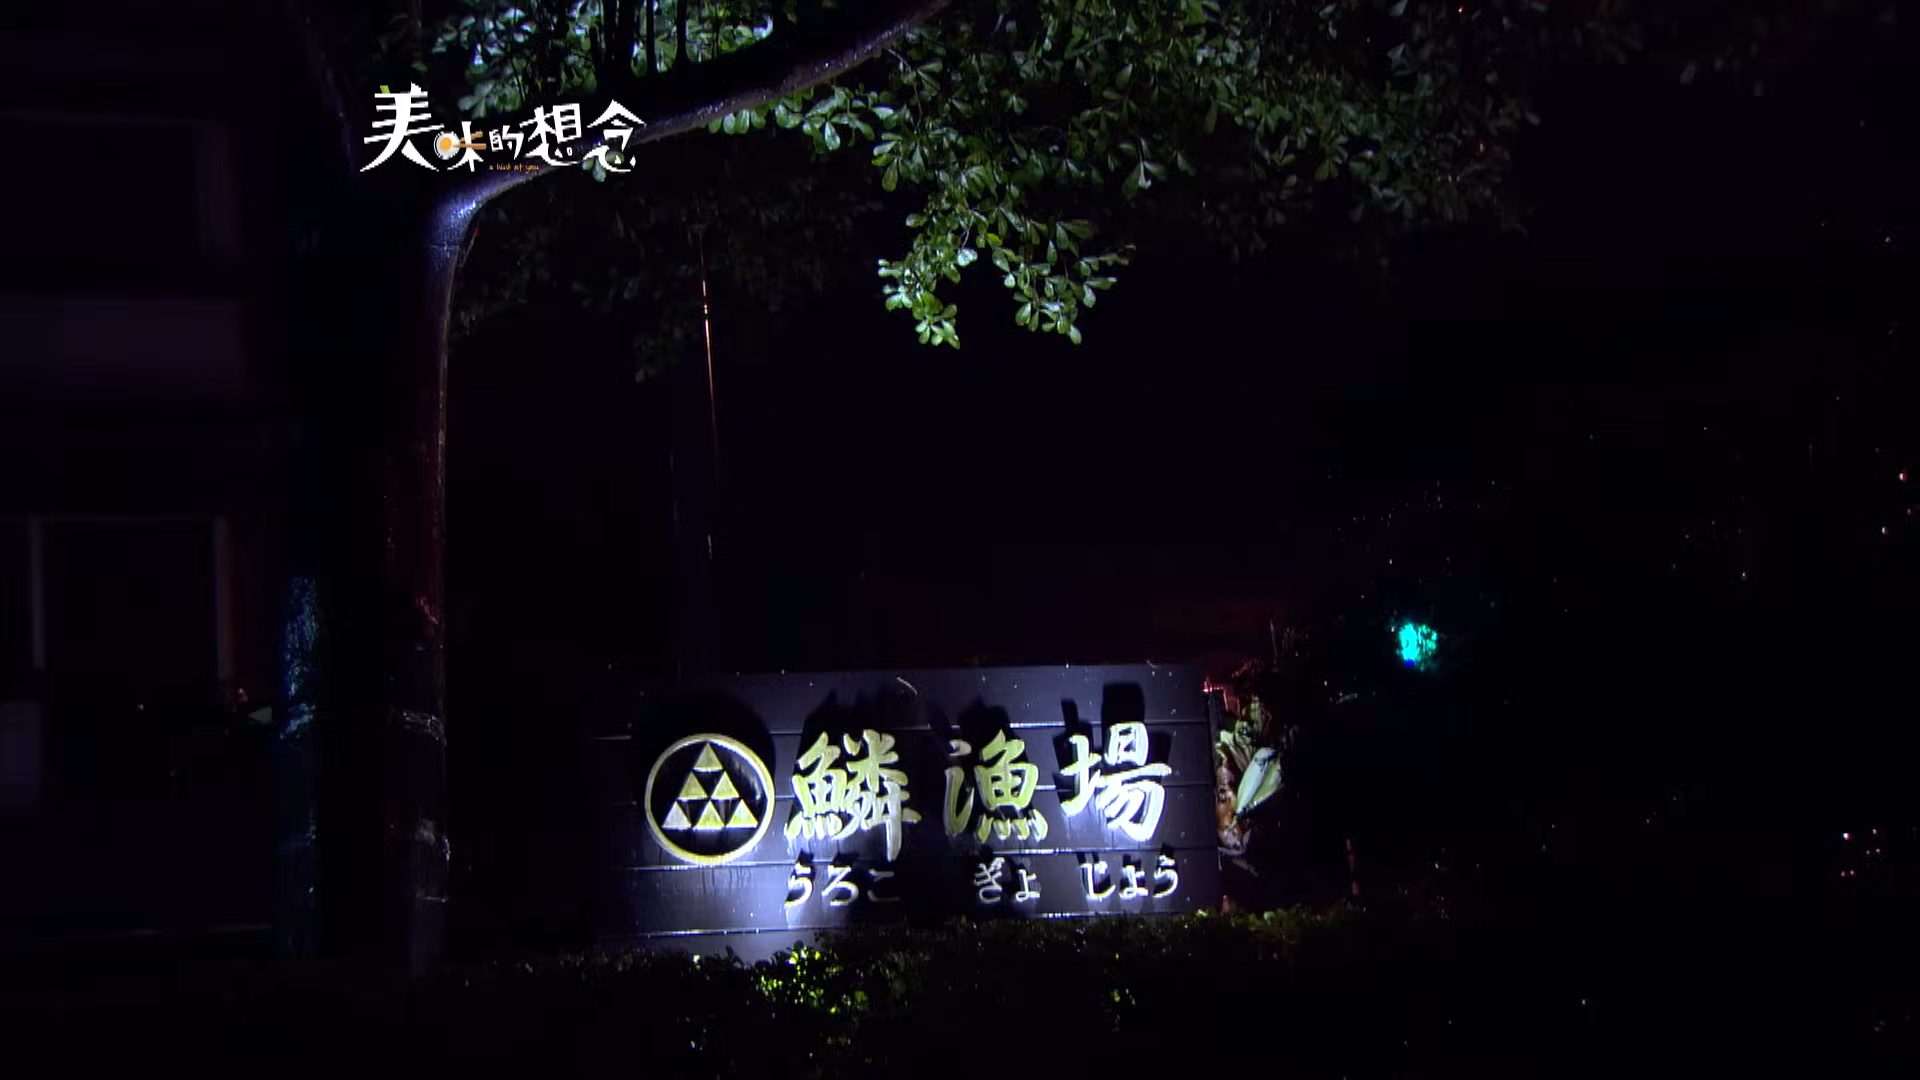 美味的想念
鱗漁場
うろこ ぎょ じょう